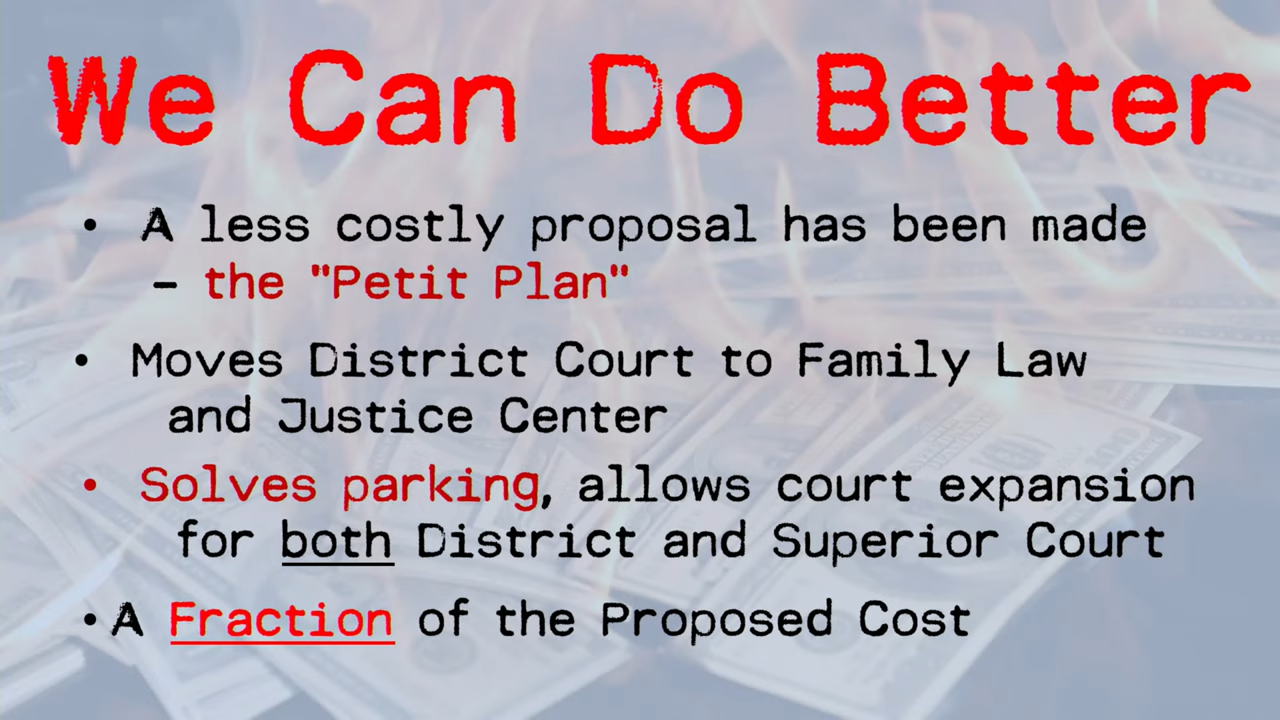 We Can Do Better
• A less costly proposal has been made
– the "Petit Plan"
• Moves District Court to Family Law
and Justice Center
• Solves parking, allows court expansion
for both District and Superior Court
• A Fraction of the Proposed Cost